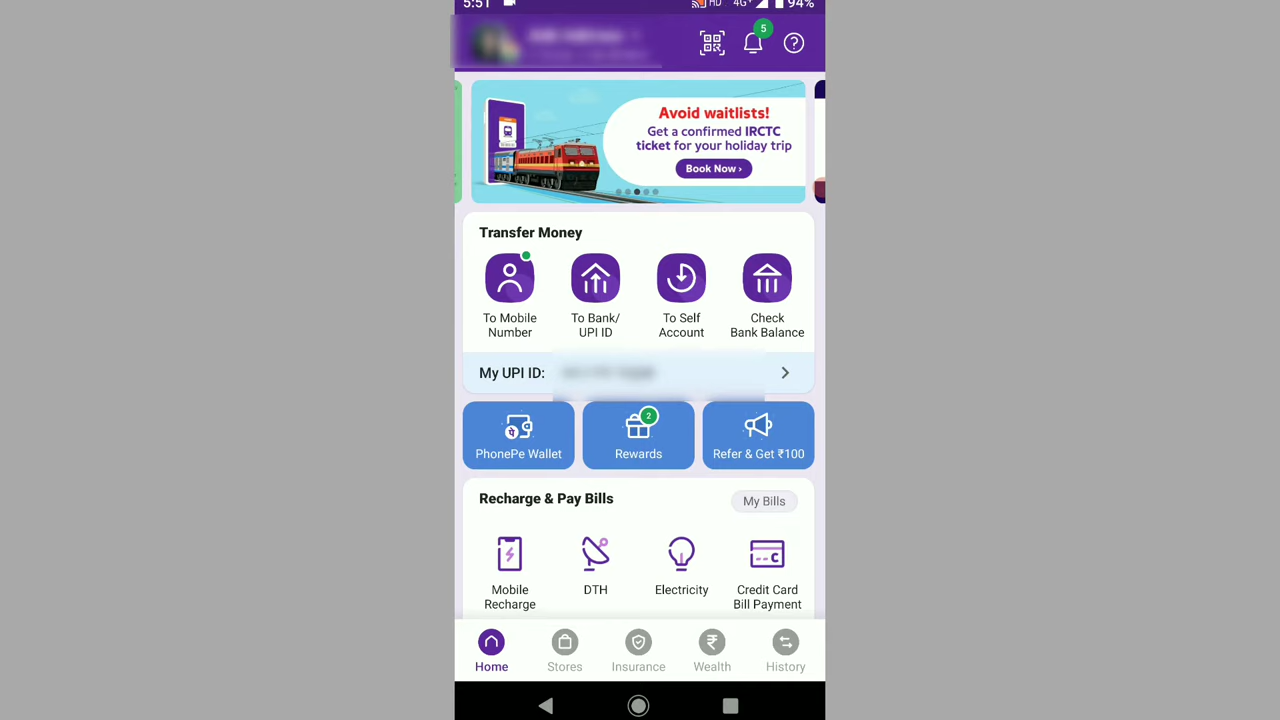 5:51 HD 4G+ 94%
5
Avoid waitlists!
Get a confirmed IRCTC
ticket for your holiday trip
Book Now ›
Transfer Money
To Mobile
Number
To Bank/
UPI ID
To Self
Account
Check
Bank Balance
My UPI ID:
पे
2
PhonePe Wallet
Rewards
Refer & Get ₹100
Recharge & Pay Bills
My Bills
Mobile
Recharge
DTH
Electricity
Credit Card
Bill Payment
Home
Stores
Insurance
Wealth
History